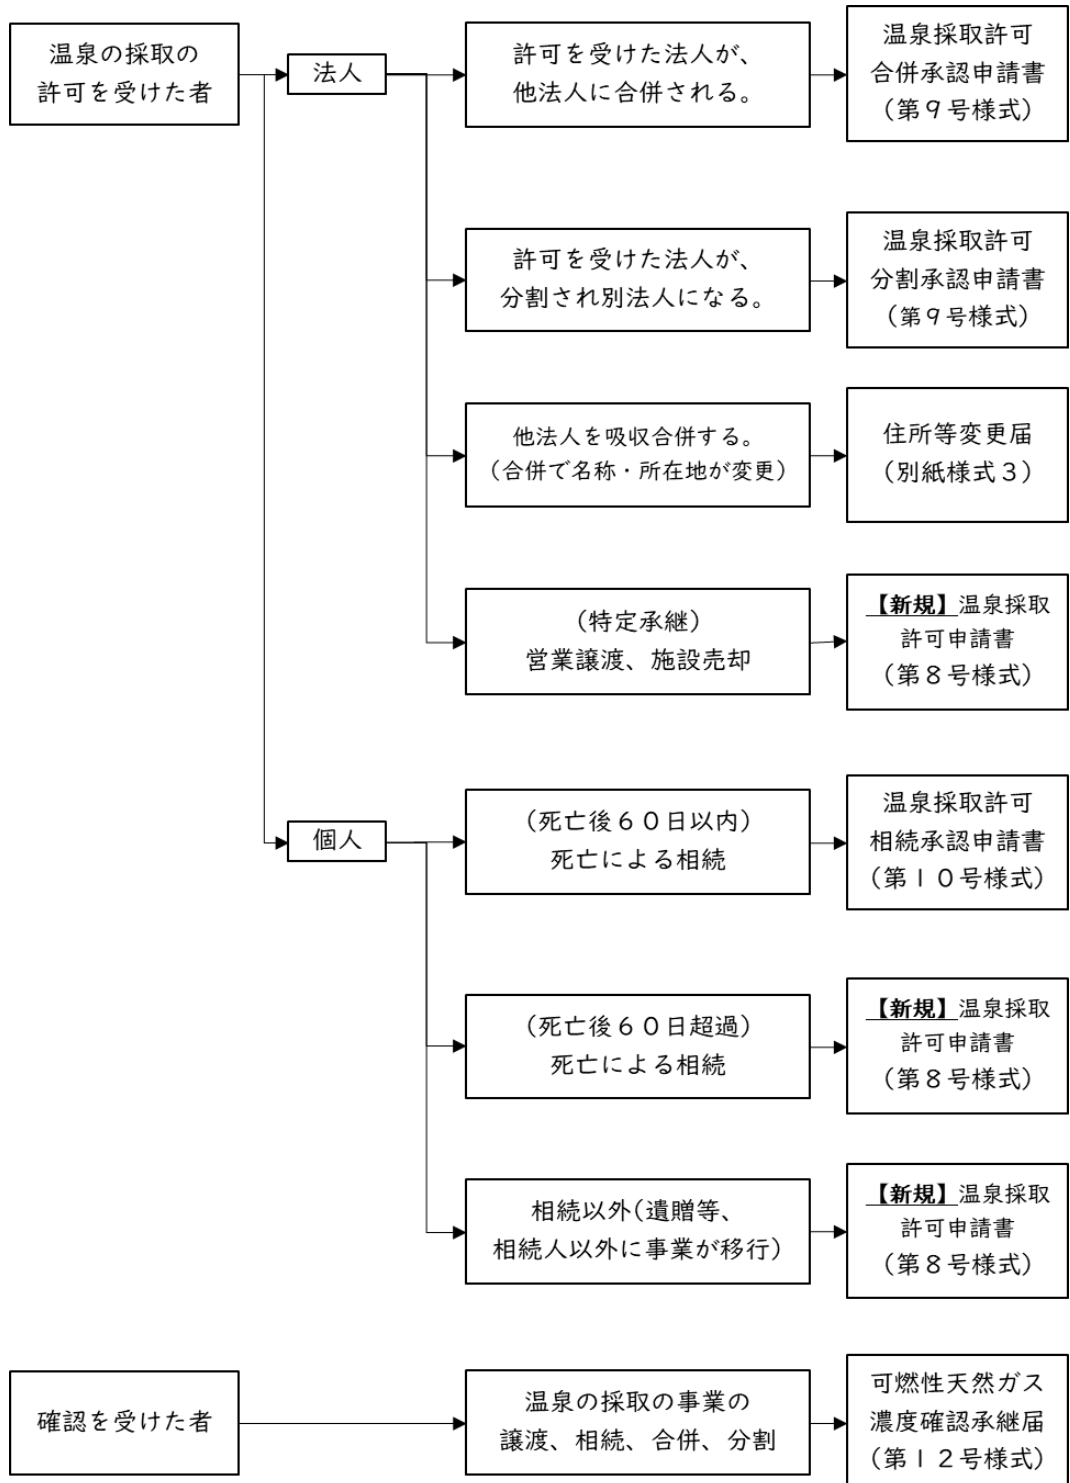 温泉の採取の
許可を受けた者
法人
許可を受けた法人が、
他法人に合併される。
温泉採取許可
合併承認申請書
（第９号様式）
許可を受けた法人が、
分割され別法人になる。
温泉採取許可
分割承認申請書
（第９号様式）
他法人を吸収合併する。
（合併で名称・所在地が変更）
住所等変更届
（別紙様式３）
（特定承継）
営業譲渡、施設売却
【新規】温泉採取
許可申請書
（第８号様式）
個人
（死亡後６０日以内）
死亡による相続
温泉採取許可
相続承認申請書
（第１０号様式）
（死亡後６０日超過）
死亡による相続
【新規】温泉採取
許可申請書
（第８号様式）
相続以外（遺贈等、
相続人以外に事業が移行）
【新規】温泉採取
許可申請書
（第８号様式）
確認を受けた者
温泉の採取の事業の
譲渡、相続、合併、分割
可燃性天然ガス
濃度確認承継届
（第１２号様式）